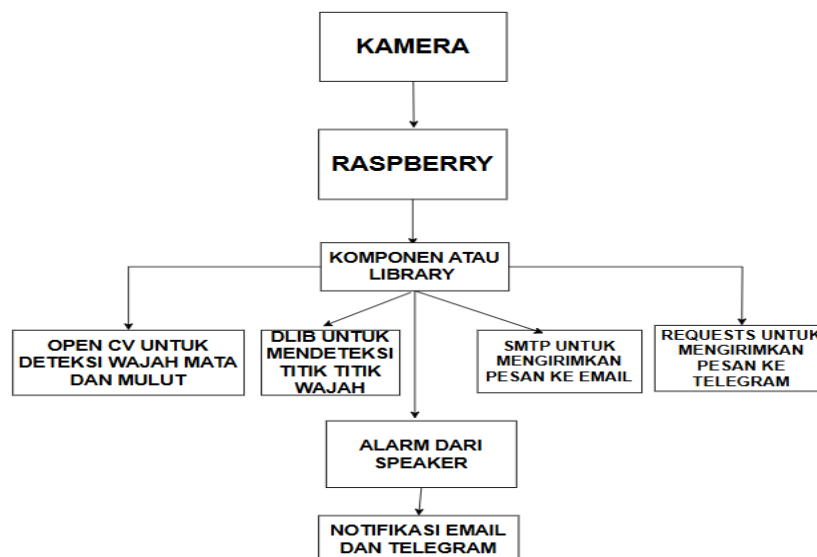 KAMERA
RASPBERRY
KOMPONEN ATAU
LIBRARY
OPEN CV UNTUK
DETEKSI WAJAH MATA
DAN MULUT
DLIB UNTUK
MENDETEKSI
TITIK TITIK
WAJAH
SMTP UNTUK
MENGIRIMKAN
PESAN KE EMAIL
REQUESTS UNTUK
MENGIRIMKAN
PESAN KE
TELEGRAM
ALARM DARI
SPEAKER
NOTIFIKASI EMAIL
DAN TELEGRAM